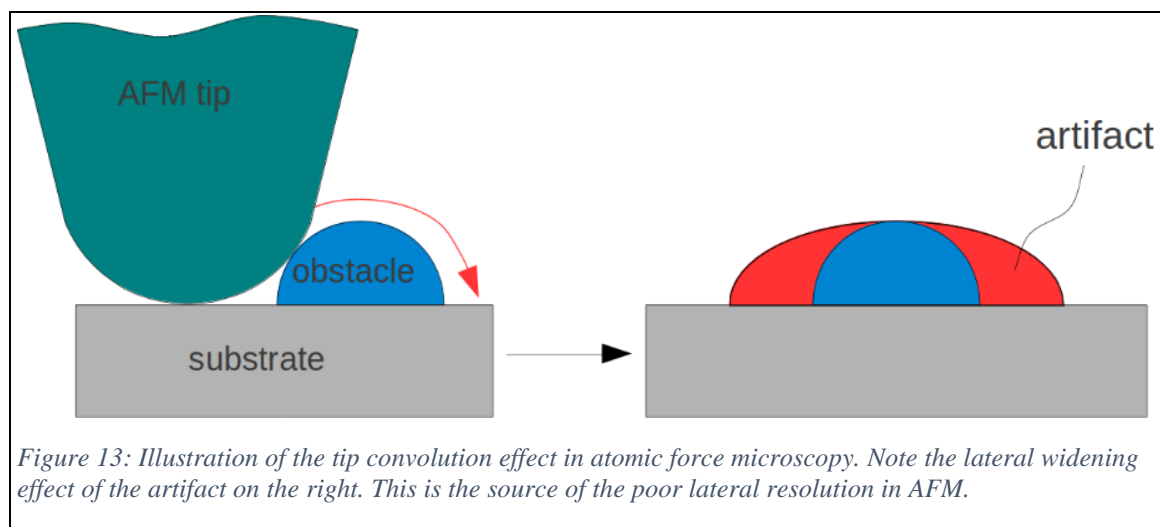 AFM tip
artifact
obstacle
substrate
Figure 13: Illustration of the tip convolution effect in atomic force microscopy. Note the lateral widening
effect of the artifact on the right. This is the source of the poor lateral resolution in AFM.